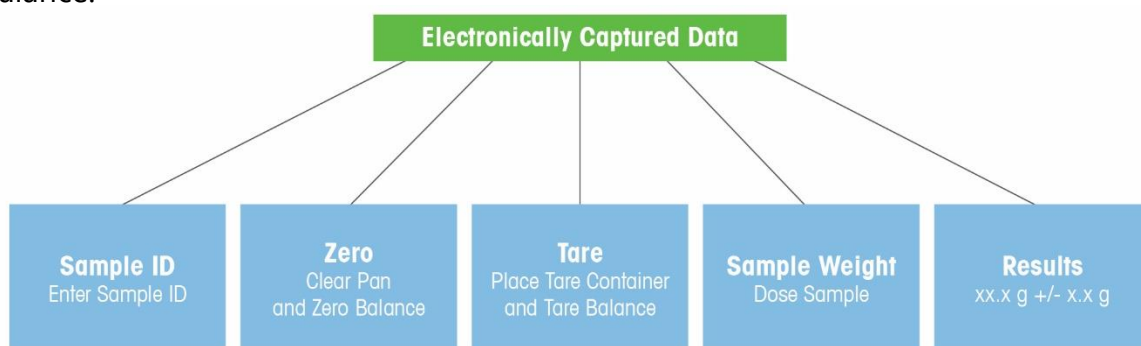 Electronically Captured Data
Sample ID
Enter Sample ID
Zero
Clear Pan
and Zero Balance
Tare
Place Tare Container
and Tare Balance
Sample Weight
Dose Sample
Results
xx.x g +/- x.x g